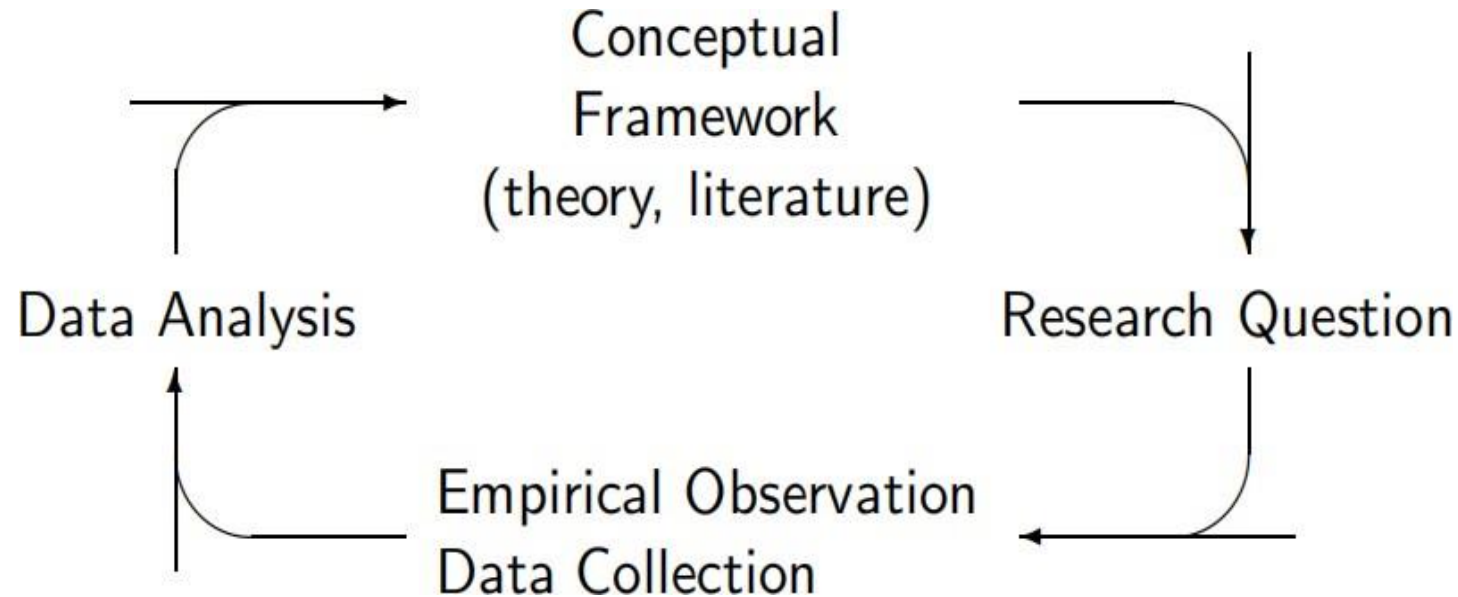 Conceptual
Framework
(theory, literature)
Data Analysis
Research Question
Empirical Observation
Data Collection